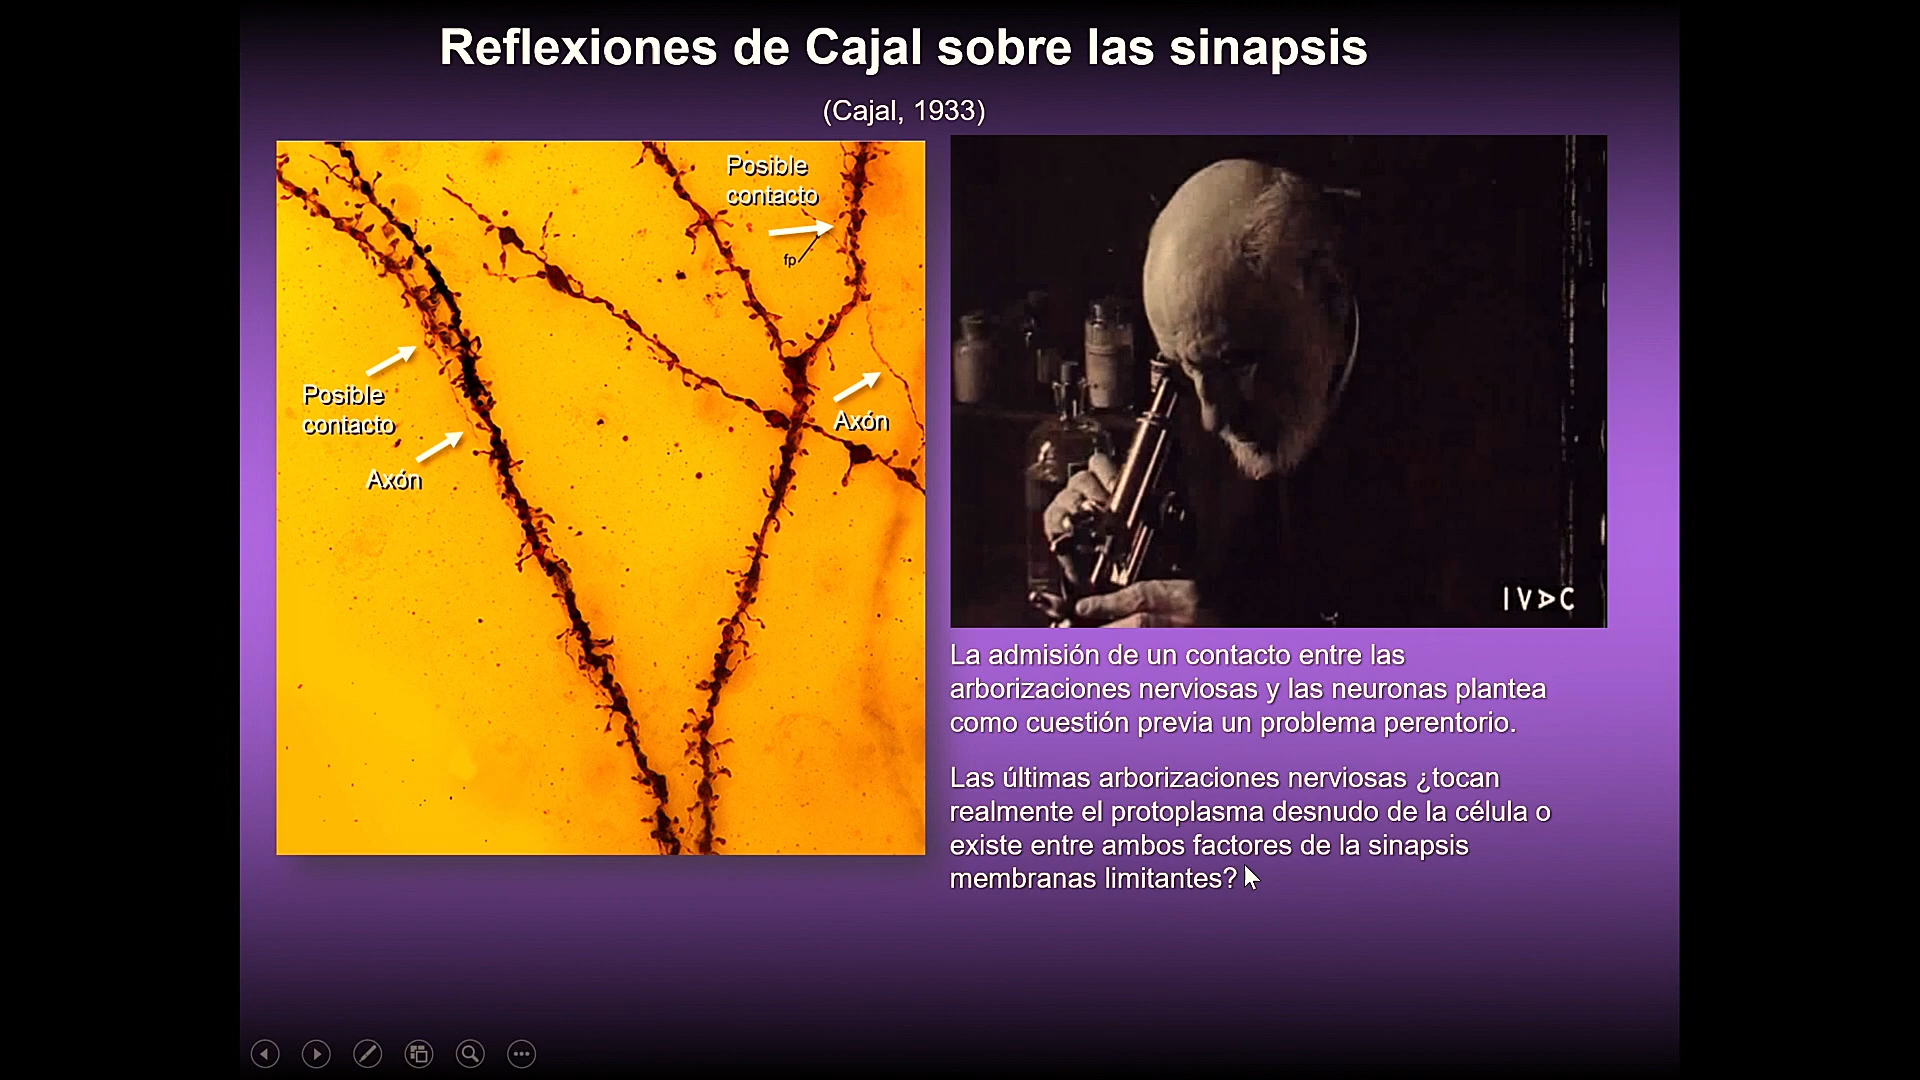 Reflexiones de Cajal sobre las sinapsis
(Cajal, 1933)
Posible
contacto
fp
Posible
contacto
Axón
Axón
IVAC
La admisión de un contacto entre las
arborizaciones nerviosas y las neuronas plantea
como cuestión previa un problema perentorio.
Las últimas arborizaciones nerviosas ¿tocan
realmente el protoplasma desnudo de la célula o
existe entre ambos factores de la sinapsis
membranas limitantes?